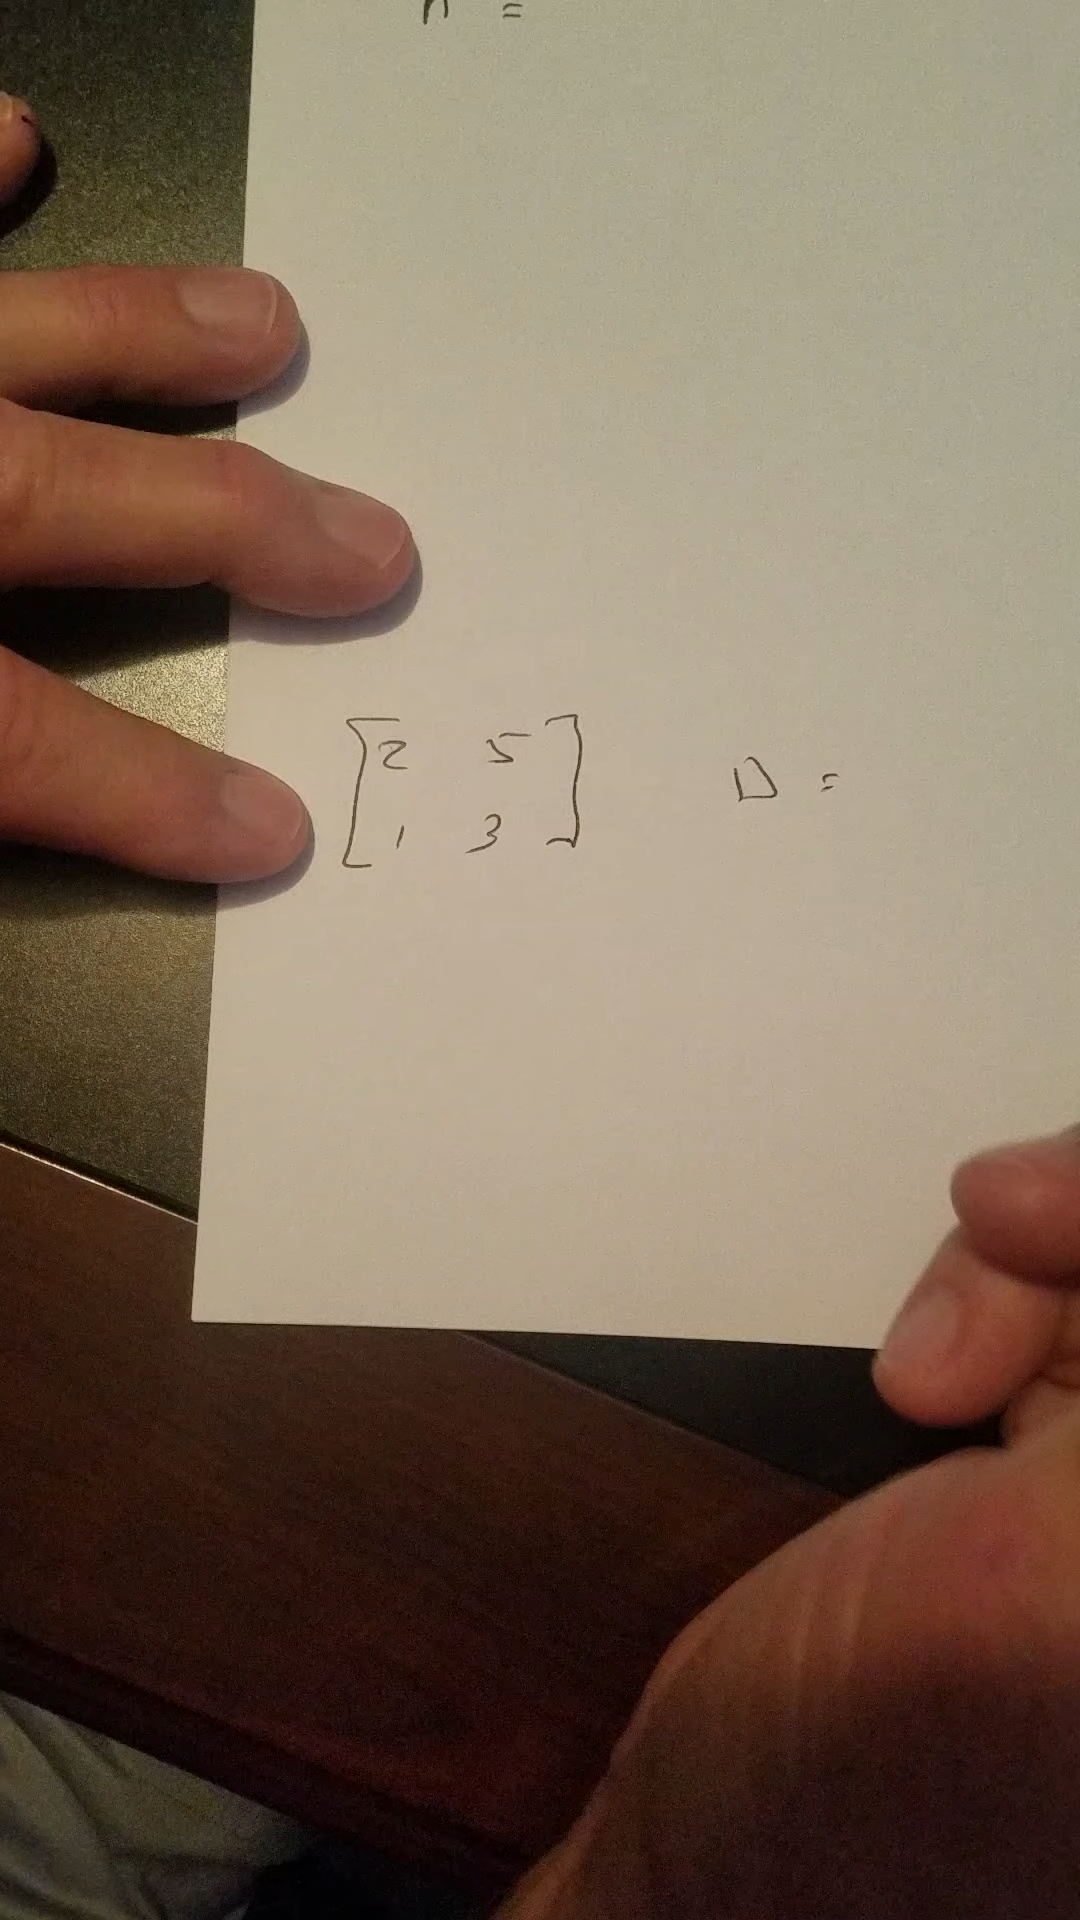 n =
[2 5
1 3] D =